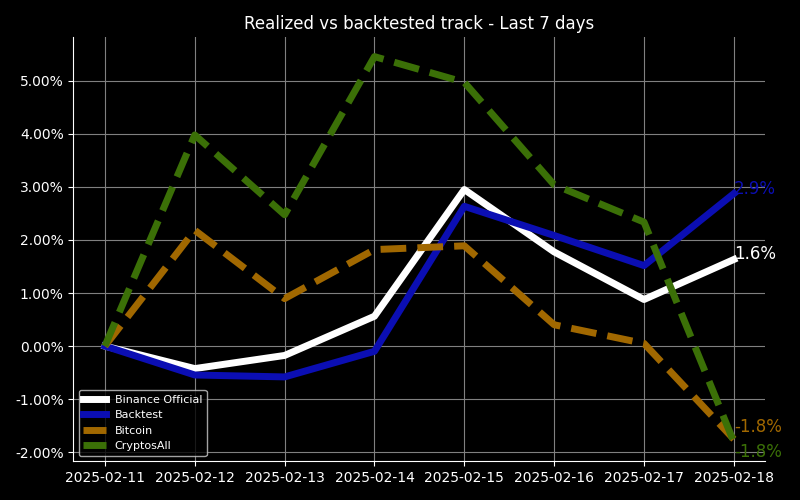 Realized vs backtested track - Last 7 days
5.00%
4.00%
3.00%
2.00%
1.00%
0.00%
-1.00%
-2.00%
2.9%
1.6%
-1.8%
-1.8%
Binance Official
Backtest
Bitcoin
CryptosAll
2025-02-11 2025-02-12 2025-02-13 2025-02-14 2025-02-15 2025-02-16 2025-02-17 2025-02-18